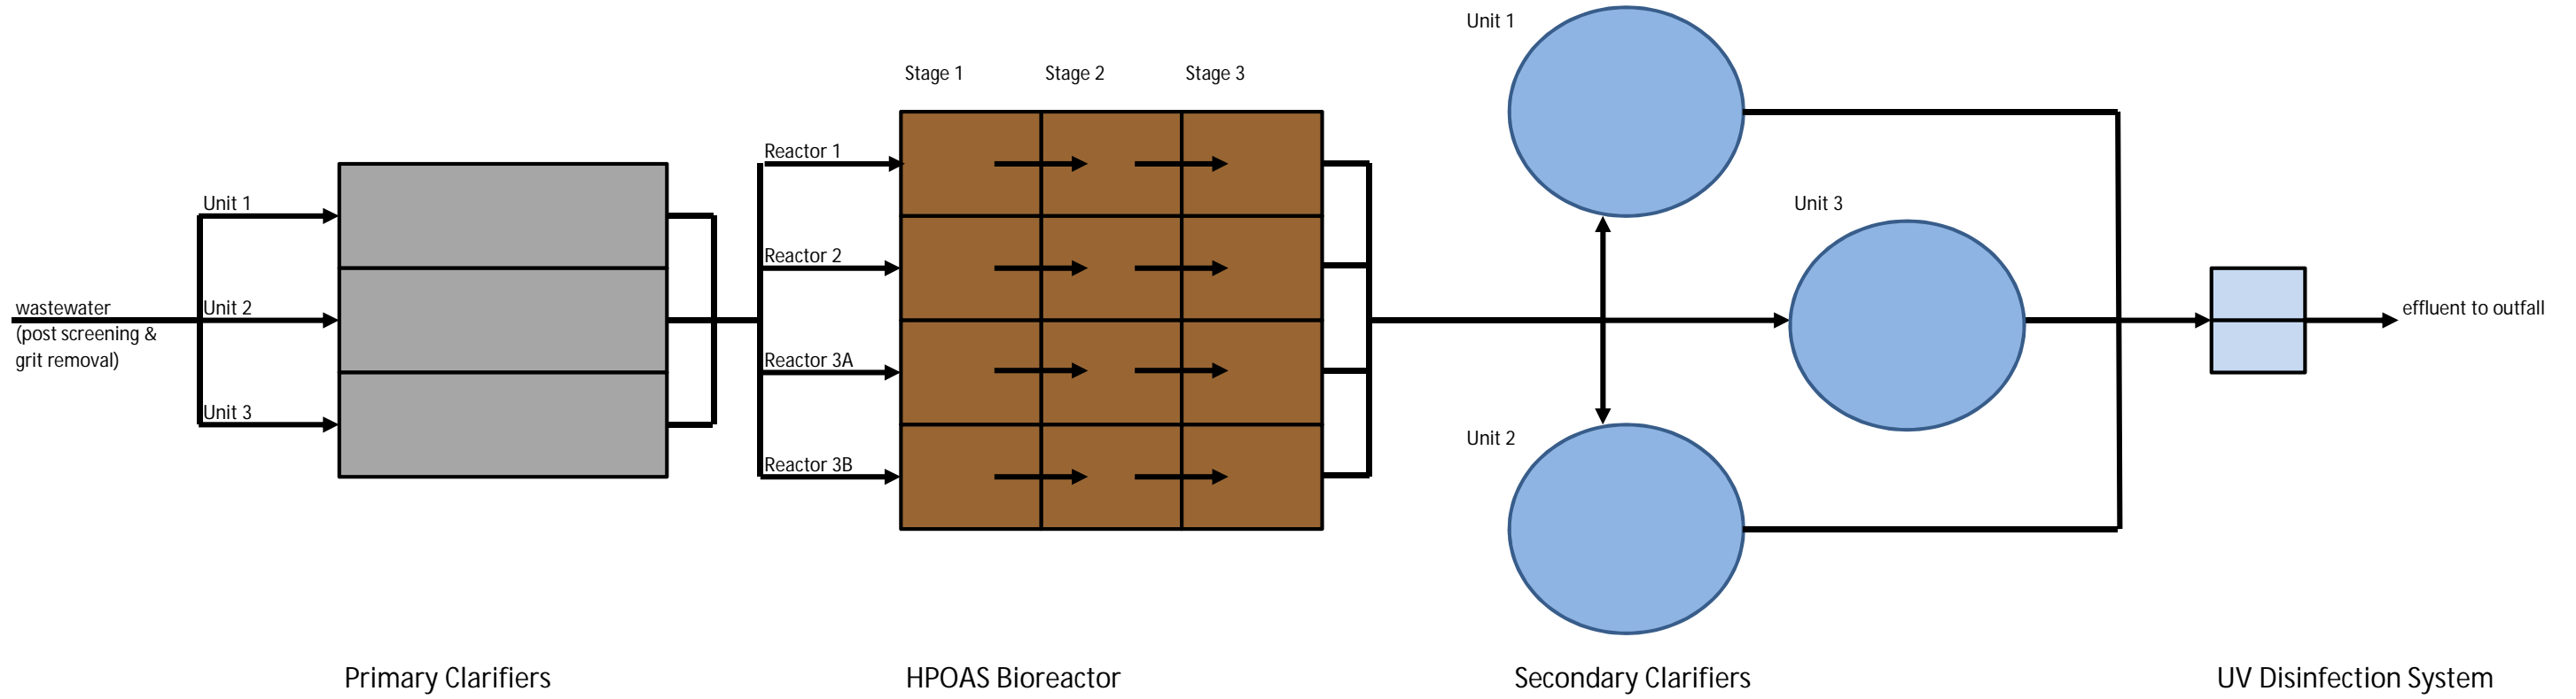 Unit 1
Stage 1
Stage 2
Stage 3
Reactor 1
Unit 1
Unit 3
Reactor 2
wastewater
(post screening &
grit removal)
Unit 2
effluent to outfall
Reactor 3A
Unit 3
Unit 2
Reactor 3B
Primary Clarifiers
HPOAS Bioreactor
Secondary Clarifiers
UV Disinfection System